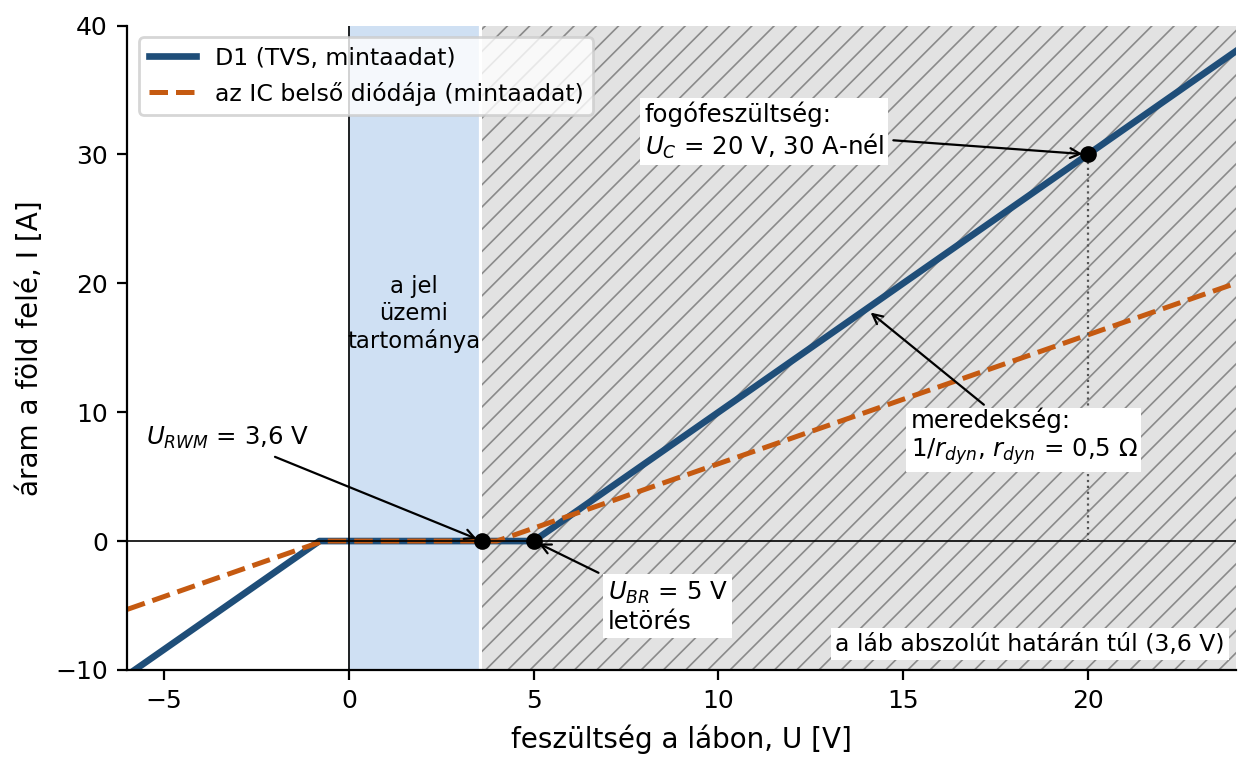 40
30
20
10
0
−10
áram a föld felé, I [A]
D1 (TVS, mintaadat)
az IC belső diódája (mintaadat)
fogófeszültség:
U_C = 20 V, 30 A-nél
a jel
üzemi
tartománya
U_RWM = 3,6 V
meredekség:
1/r_dyn, r_dyn = 0,5 Ω
U_BR = 5 V
letörés
a láb abszolút határán túl (3,6 V)
−5 0 5 10 15 20
feszültség a lábon, U [V]